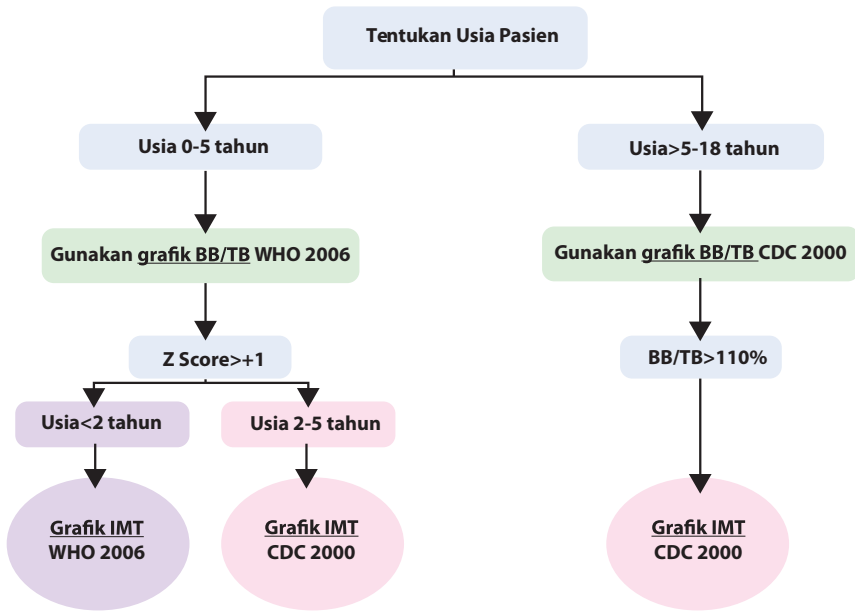 Tentukan Usia Pasien
Usia 0-5 tahun
Usia>5-18 tahun
Gunakan grafik BB/TB WHO 2006
Gunakan grafik BB/TB CDC 2000
Z Score>+1
BB/TB>110%
Usia<2 tahun
Usia 2-5 tahun
Grafik IMT
WHO 2006
Grafik IMT
CDC 2000
Grafik IMT
CDC 2000